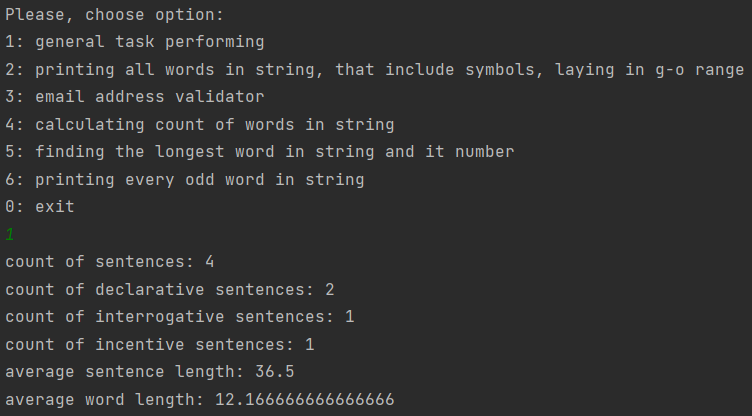 Please, choose option:
1: general task performing
2: printing all words in string, that include symbols, laying in g-o range
3: email address validator
4: calculating count of words in string
5: finding the longest word in string and it number
6: printing every odd word in string
0: exit
1
count of sentences: 4
count of declarative sentences: 2
count of interrogative sentences: 1
count of incentive sentences: 1
average sentence length: 36.5
average word length: 12.166666666666666